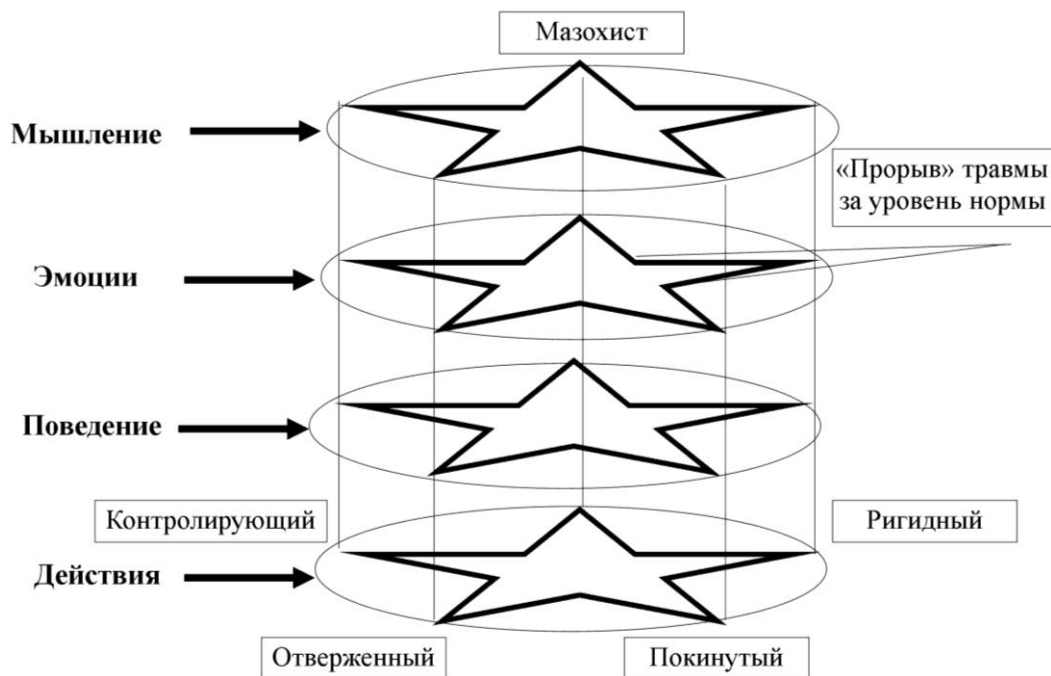 Мазохист
Мышление
«Прорыв» травмы
за уровень нормы
Эмоции
Поведение
Контролирующий
Ригидный
Действия
Отверженный
Покинутый